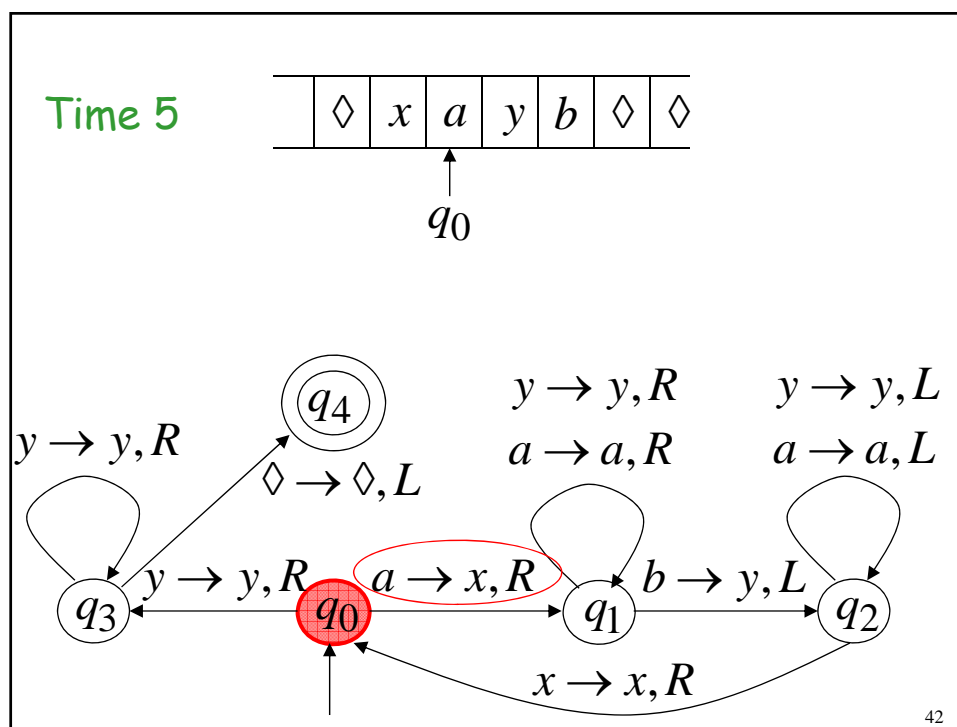 Time 5
◊ x a y b ◊ ◊
q0
q4
y → y, R
y → y, L
y → y, R
a → a, R
a → a, L
◊ → ◊, L
y → y, R
a → x, R
b → y, L
q3
q0
q1
q2
x → x, R
42